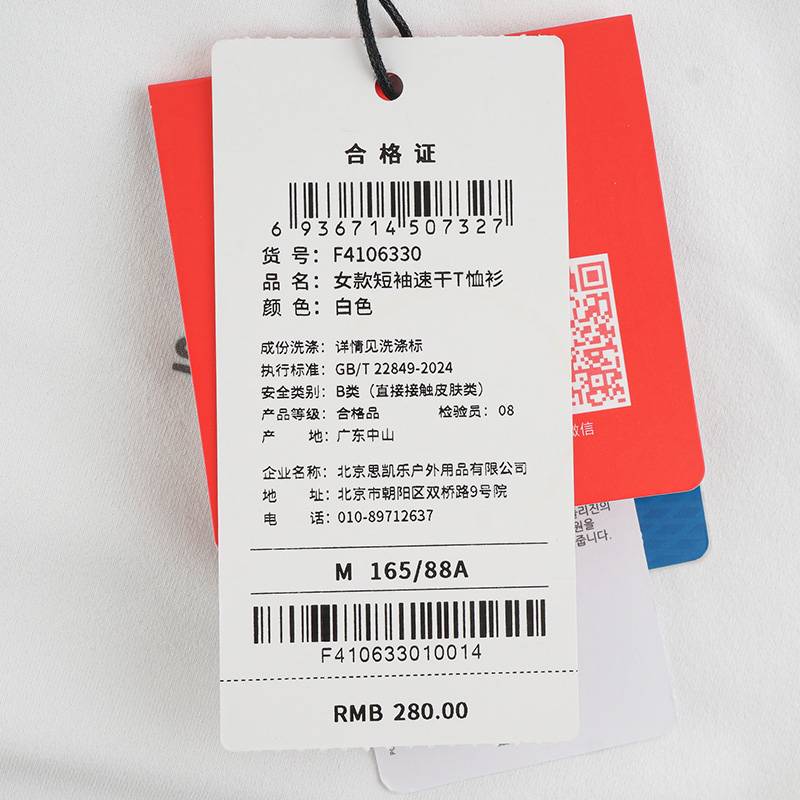 合格证
6 936714 507327
货 号：F4106330
品 名：女款短袖速干T恤衫
颜 色：白色
成份洗涤：详情见洗涤标
执行标准：GB/T 22849-2024
安全类别：B类（直接接触皮肤类）
产品等级：合格品 检验员：08
产 地：广东中山
企业名称：北京思凯乐户外用品有限公司
地 址：北京市朝阳区双桥路9号院
电 话：010-89712637
M 165/88A
F410633010014
RMB 280.00
微信
원을
줍니다.